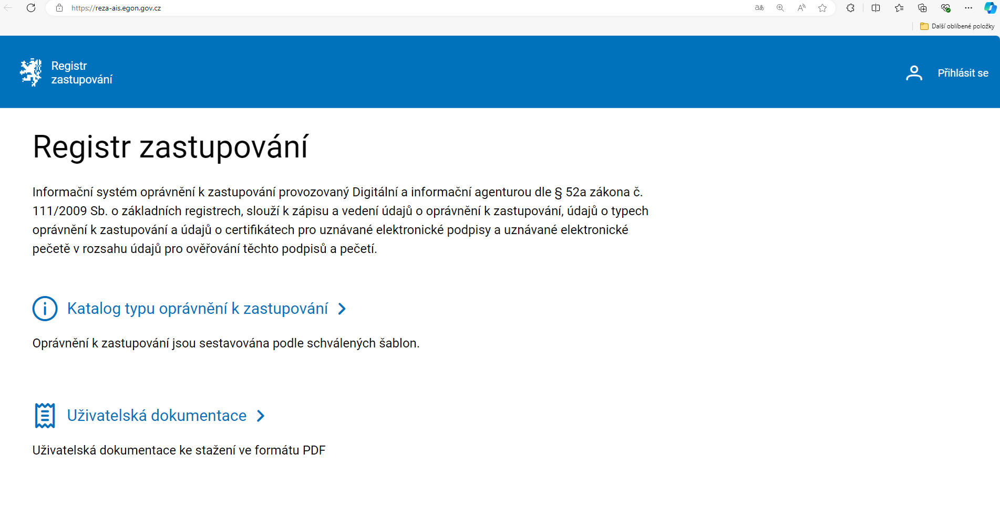 https://reza-ais.egon.gov.cz
Další oblíbené položky
Registr
zastupování
Přihlásit se
Registr zastupování
Informační systém oprávnění k zastupování provozovaný Digitální a informační agenturou dle § 52a zákona č.
111/2009 Sb. o základních registrech, slouží k zápisu a vedení údajů o oprávnění k zastupování, údajů o typech
oprávnění k zastupování a údajů o certifikátech pro uznávané elektronické podpisy a uznávané elektronické
pečetě v rozsahu údajů pro ověřování těchto podpisů a pečetí.
Katalog typu oprávnění k zastupování
Oprávnění k zastupování jsou sestavována podle schválených šablon.
Uživatelská dokumentace
Uživatelská dokumentace ke stažení ve formátu PDF